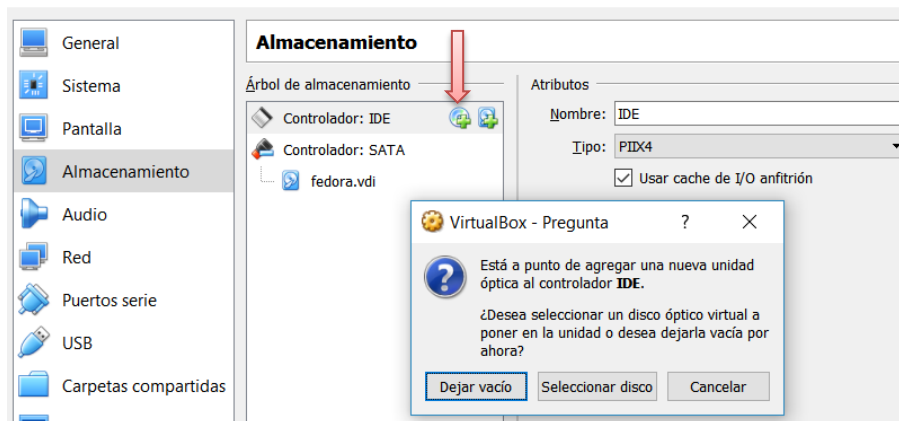 General
Sistema
Pantalla
Almacenamiento
Audio
Red
Puertos serie
USB
Carpetas compartidas
Almacenamiento
Árbol de almacenamiento
Controlador: IDE
Controlador: SATA
fedora.vdi
Atributos
Nombre: IDE
Tipo: PIIX4
Usar cache de I/O anfitrión
VirtualBox - Pregunta ?
Está a punto de agregar una nueva unidad
óptica al controlador IDE.
¿Desea seleccionar un disco óptico virtual a
poner en la unidad o desea dejarla vacía por
ahora?
Dejar vacío Seleccionar disco Cancelar